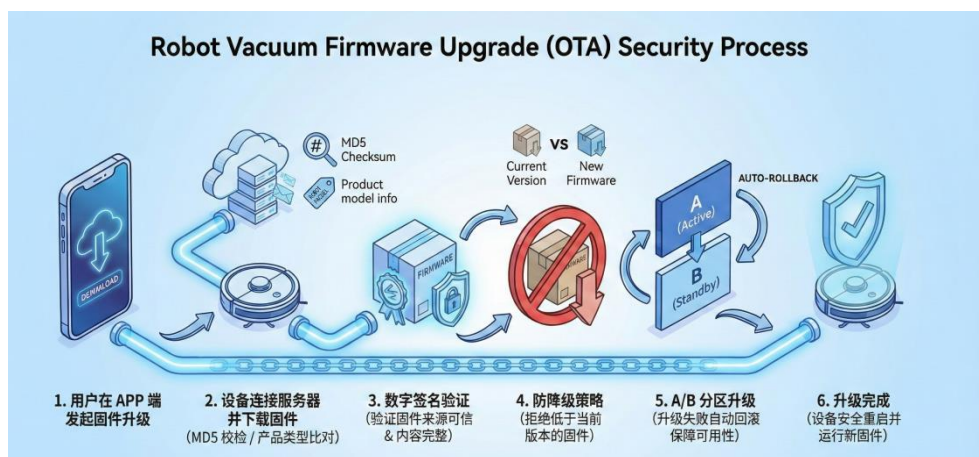 Robot Vacuum Firmware Upgrade (OTA) Security Process
#
MD5
Checksum
Product
model info
ROBOT
MODEL
VS
Current
Version
New
Firmware
AUTO-ROLLBACK
A
(Active)
B
(Standby)
FIRMWARE
1. 用户在 APP 端
发起固件升级
2. 设备连接服务器
并下载固件
(MD5 校检 / 产品类型比对)
3. 数字签名验证
(验证固件来源可信
& 内容完整)
4. 防降级策略
(拒绝低于当前
版本的固件)
5. A/B 分区升级
(升级失败自动回滚
保障可用性)
6. 升级完成
(设备安全重启并
运行新固件)